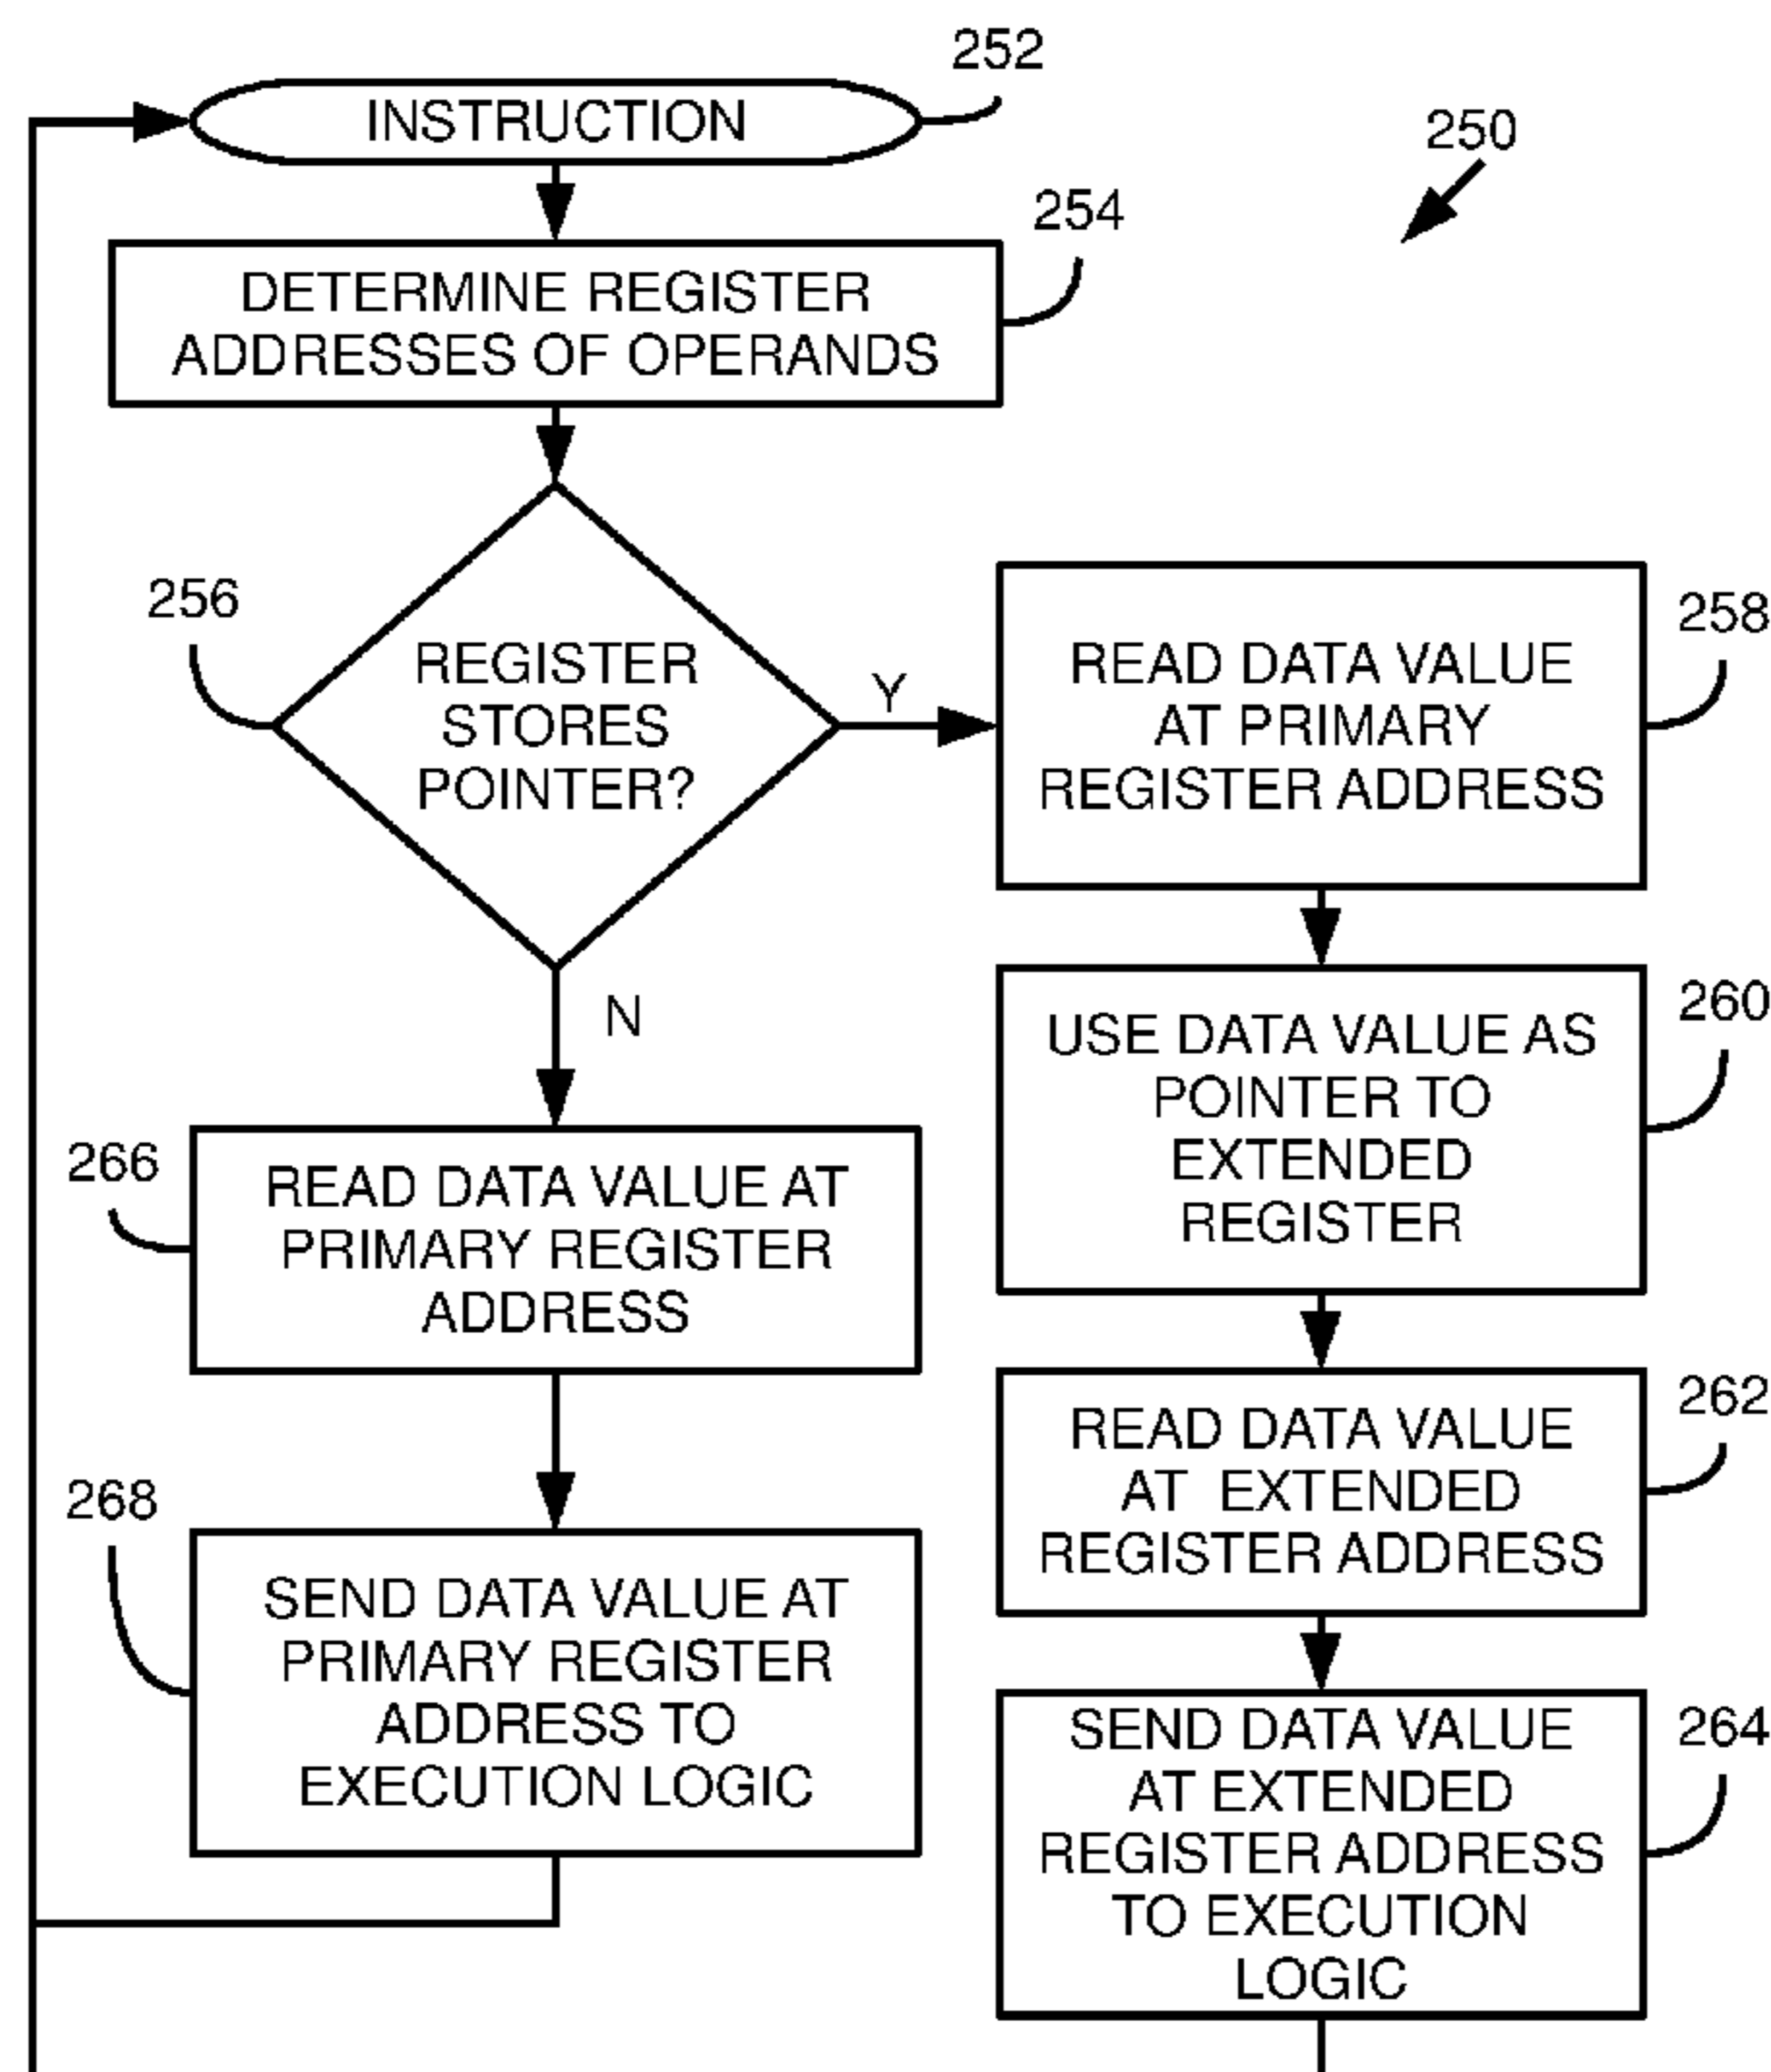 252
INSTRUCTION
250
254
DETERMINE REGISTER
ADDRESSES OF OPERANDS
256
REGISTER
STORES
POINTER?
Y
N
258
READ DATA VALUE
AT PRIMARY
REGISTER ADDRESS
260
USE DATA VALUE AS
POINTER TO
EXTENDED
REGISTER
262
READ DATA VALUE
AT EXTENDED
REGISTER ADDRESS
264
SEND DATA VALUE
AT EXTENDED
REGISTER ADDRESS
TO EXECUTION
LOGIC
266
READ DATA VALUE AT
PRIMARY REGISTER
ADDRESS
268
SEND DATA VALUE AT
PRIMARY REGISTER
ADDRESS TO
EXECUTION LOGIC